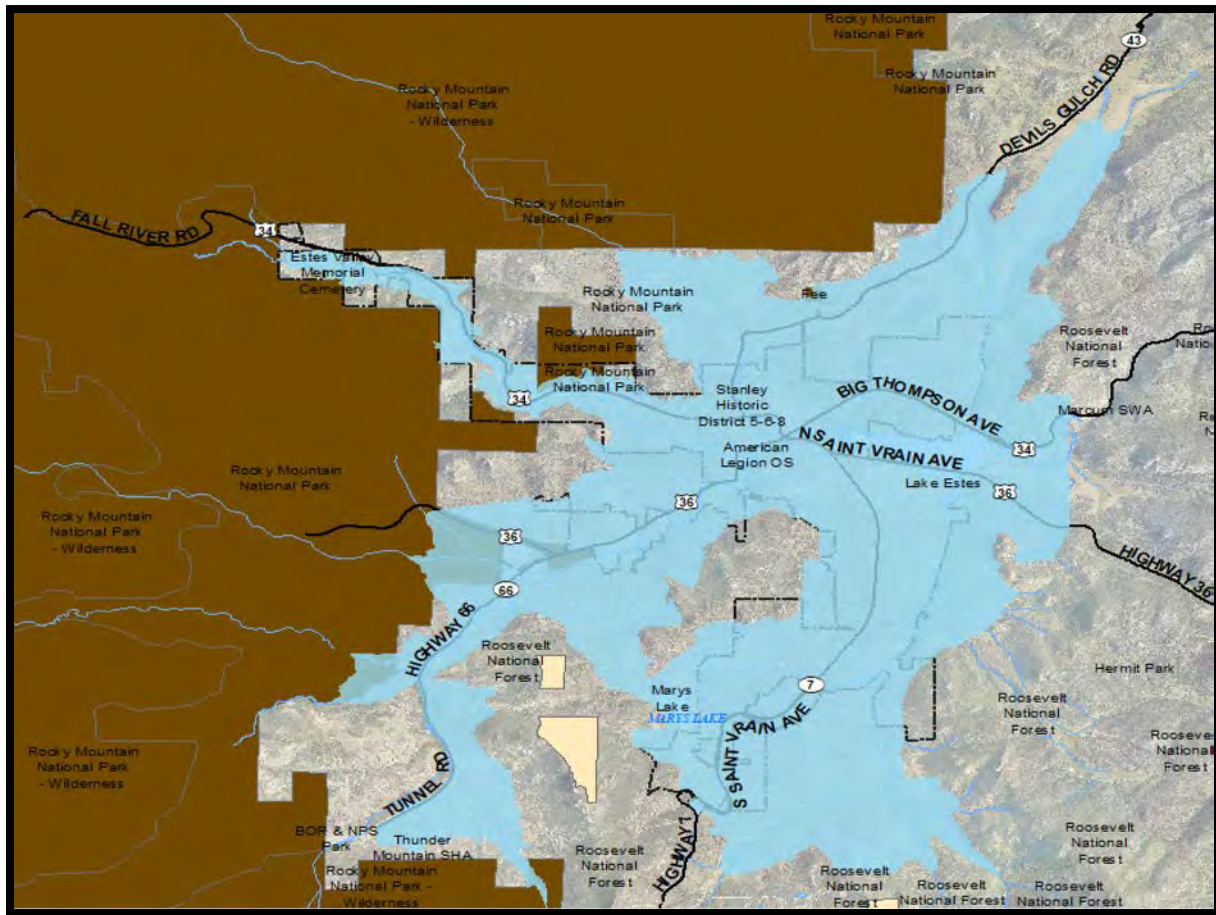 Rocky Mountain
National Park
43
Rocky Mountain
National Park
Rocky Mountain
National Park
- Wilderness
DEVILS GULCH RD
Rocky Mountain
National Park
FALL RIVER RD
34
Estes Valley
Memorial
Cemetery
Rocky Mountain
National Park
Fee
Rocky Mountain
National Park
Roosevelt
National
Forest
Rocky Mountain
National Park
34
Stanley
Historic
District 5-6-8
BIG THOMPSON AVE
Marcum SWA
American
Legion OS
N SAINT VRAIN AVE
34
Rocky Mountain
National Park
Lake Estes
36
36
Rocky Mountain
National Park
- Wilderness
36
HIGHWAY 36
66
HIGHWAY 66
Roosevelt
National
Forest
Hermit Park
7
Marys
Lake
MARYS LAKE
Roosevelt
National
Forest
S SAINT VRAIN AVE
National
Forest
Rocky Mountain
National Park
- Wilderness
TUNNEL RD
BOR & NPS
Park
Thunder
Mountain SHA
Rocky Mountain
National Park -
Wilderness
Roosevelt
National
Forest
HIGHWAY 7
Roosevelt
National
Forest
Roosevelt
National
Forest
Roosevelt
National Forest
Roosevelt
National Forest